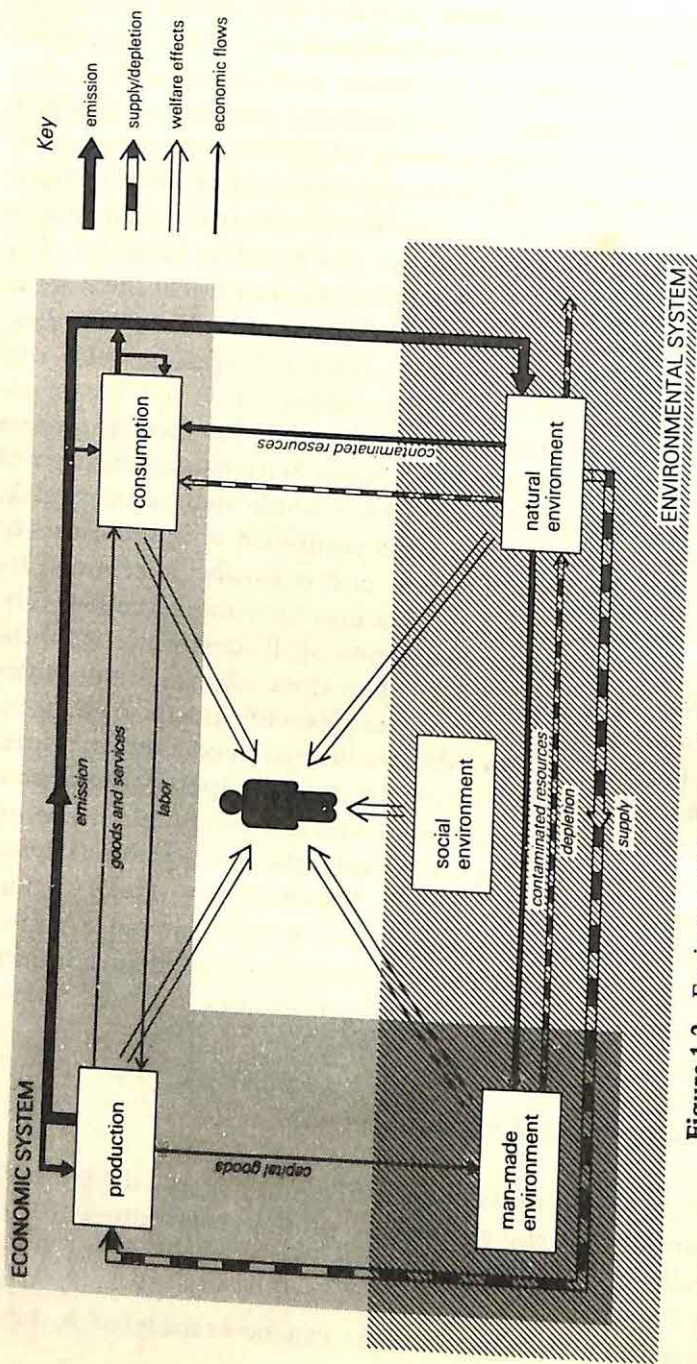 Key
emission
supply/depletion
welfare effects
economic flows
ECONOMIC SYSTEM
emission
production
goods and services
labor
consumption
capital goods
contaminated resources
social
environment
man-made
environment
natural
environment
contaminated resources
depletion
supply
ENVIRONMENTAL SYSTEM
Figure 1.2